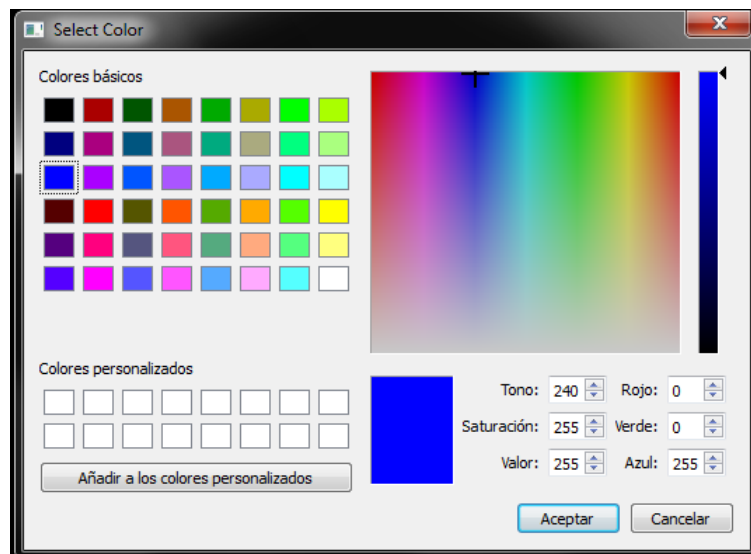 Select Color
Colores básicos
Colores personalizados
Añadir a los colores personalizados
Tono: 240 Rojo: 0
Saturación: 255 Verde: 0
Valor: 255 Azul: 255
Aceptar Cancelar